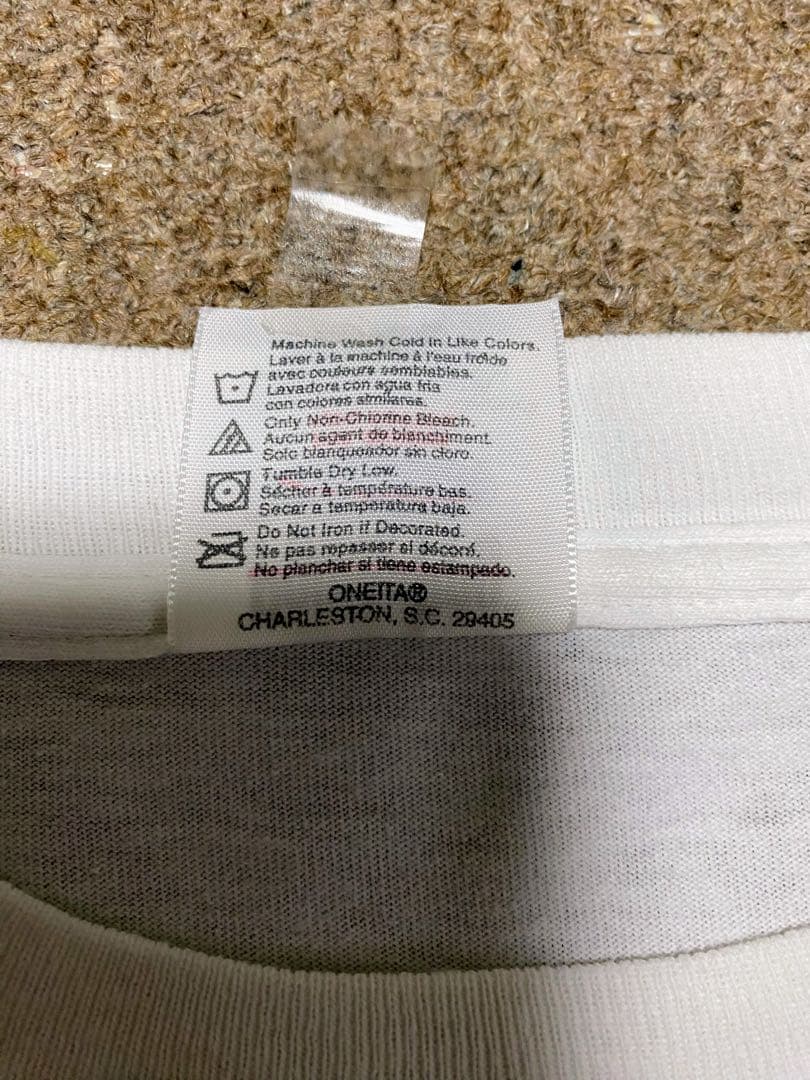 Machine Wash Cold in Like Colors.
Laver à la machine à l'eau froide
avec couleurs semblables.
Lavadora con agua fria
con colores similares.
Only Non-Chlorine Bleach.
Aucun agent de blanchiment.
Solo blanqueador sin cloro.
Tumble Dry Low.
Sécher à température bas.
Secar a temperatura baja.
Do Not Iron if Decorated.
Ne pas repasser si décoré.
No planchar si tiene estampado.
ONEITA®
CHARLESTON, S.C. 29405